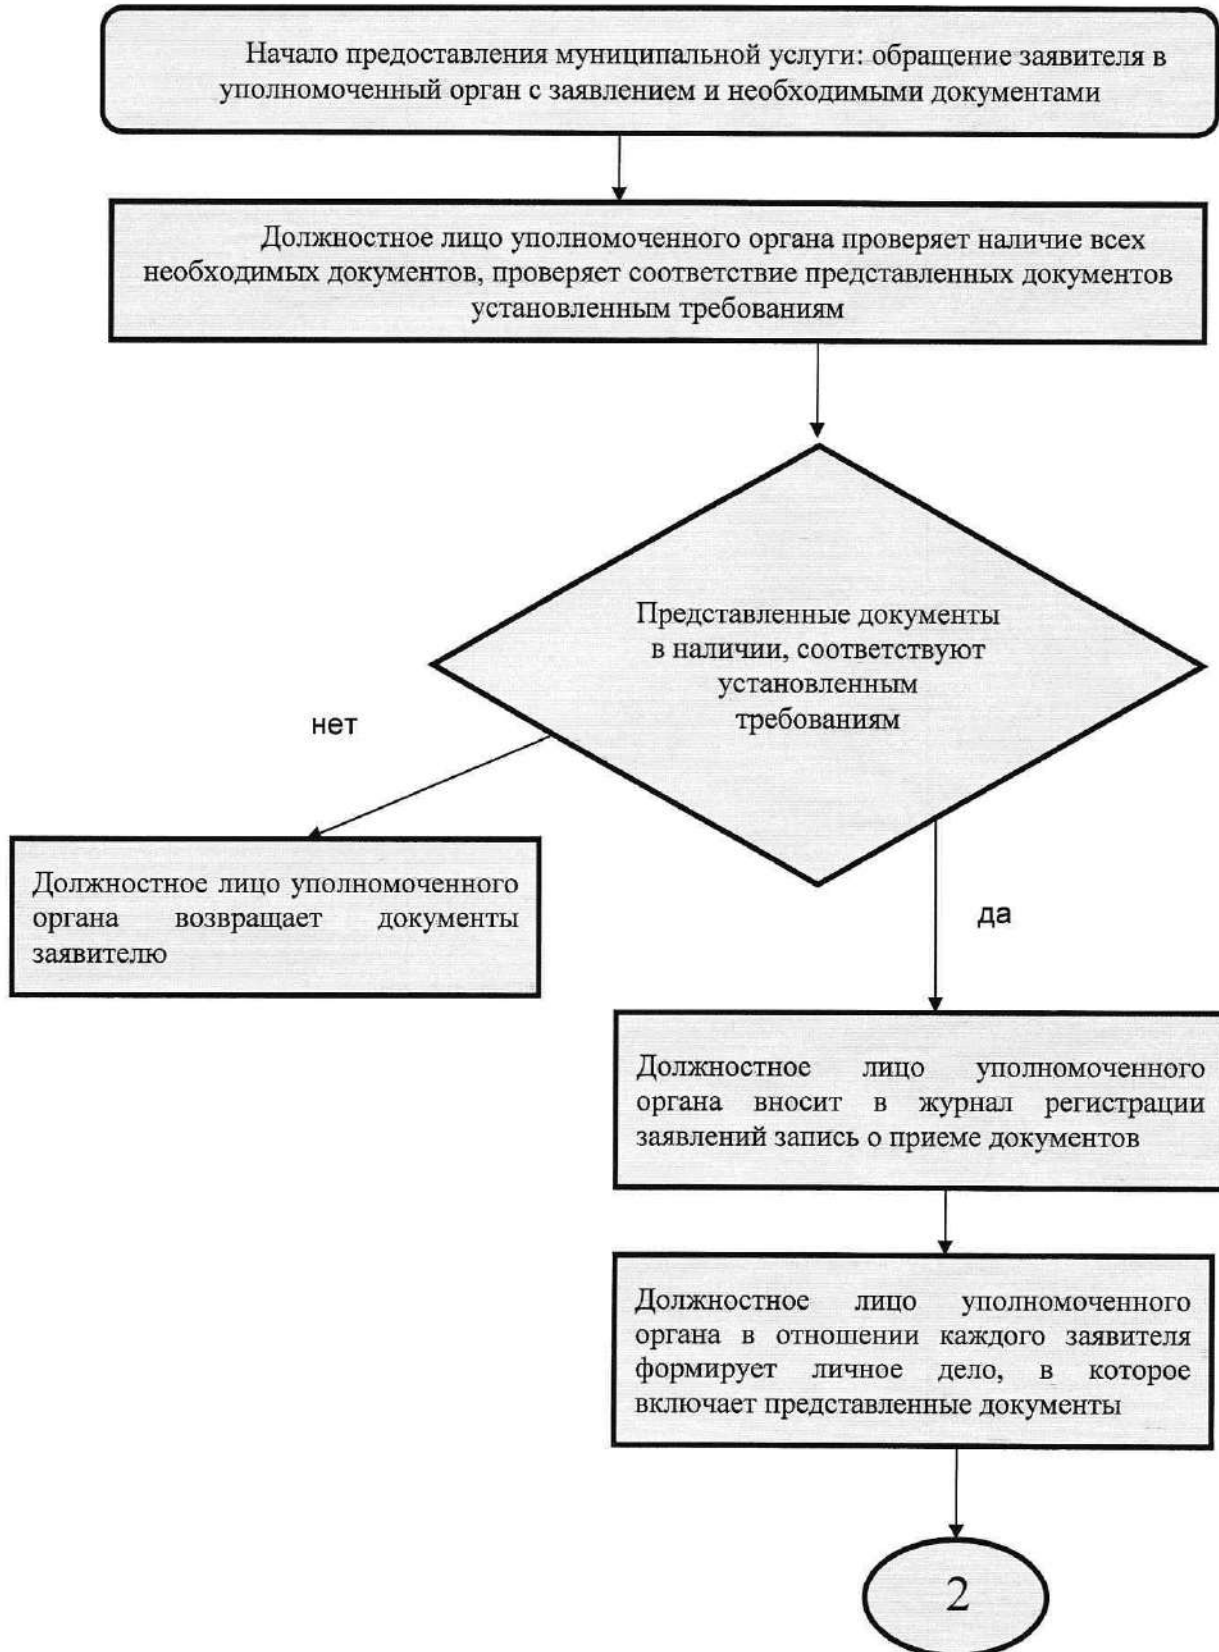 Начало предоставления муниципальной услуги: обращение заявителя в
уполномоченный орган с заявлением и необходимыми документами
Должностное лицо уполномоченного органа проверяет наличие всех
необходимых документов, проверяет соответствие представленных документов
установленным требованиям
Представленные документы
в наличии, соответствуют
установленным
требованиям
нет
Должностное лицо уполномоченного
органа возвращает документы
заявителю
да
Должностное лицо уполномоченного
органа вносит в журнал регистрации
заявлений запись о приеме документов
Должностное лицо уполномоченного
органа в отношении каждого заявителя
формирует личное дело, в которое
включает представленные документы
2